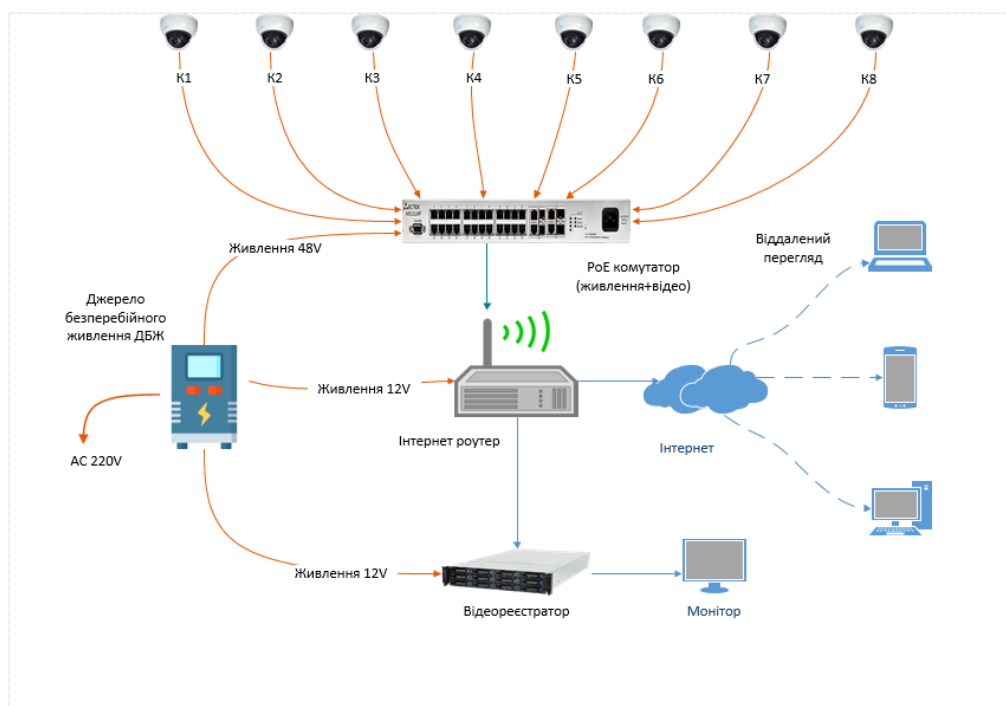 К1
К2
К3
К4
К5
К6
К7
К8
Живлення 48V
PoE комутатор
(живлення+відео)
Віддалений
перегляд
Джерело
безперебійного
живлення ДБЖ
Живлення 12V
Інтернет роутер
Інтернет
AC 220V
Живлення 12V
Відеореєстратор
Монітор